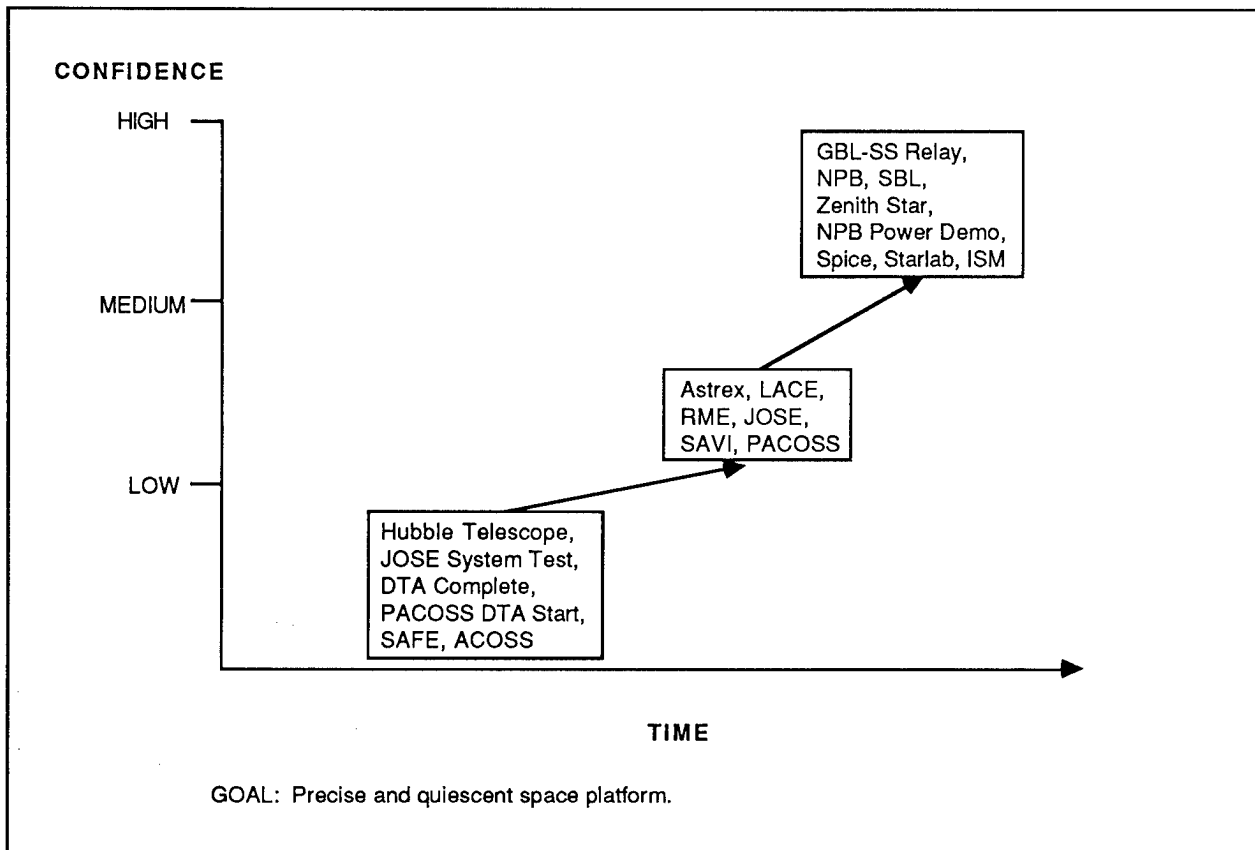 CONFIDENCE
HIGH
GBL-SS Relay,
NPB, SBL,
Zenith Star,
NPB Power Demo,
Spice, Starlab, ISM
MEDIUM
Astrex, LACE,
RME, JOSE,
SAVI, PACOSS
LOW
Hubble Telescope,
JOSE System Test,
DTA Complete,
PACOSS DTA Start,
SAFE, ACOSS
TIME
GOAL: Precise and quiescent space platform.